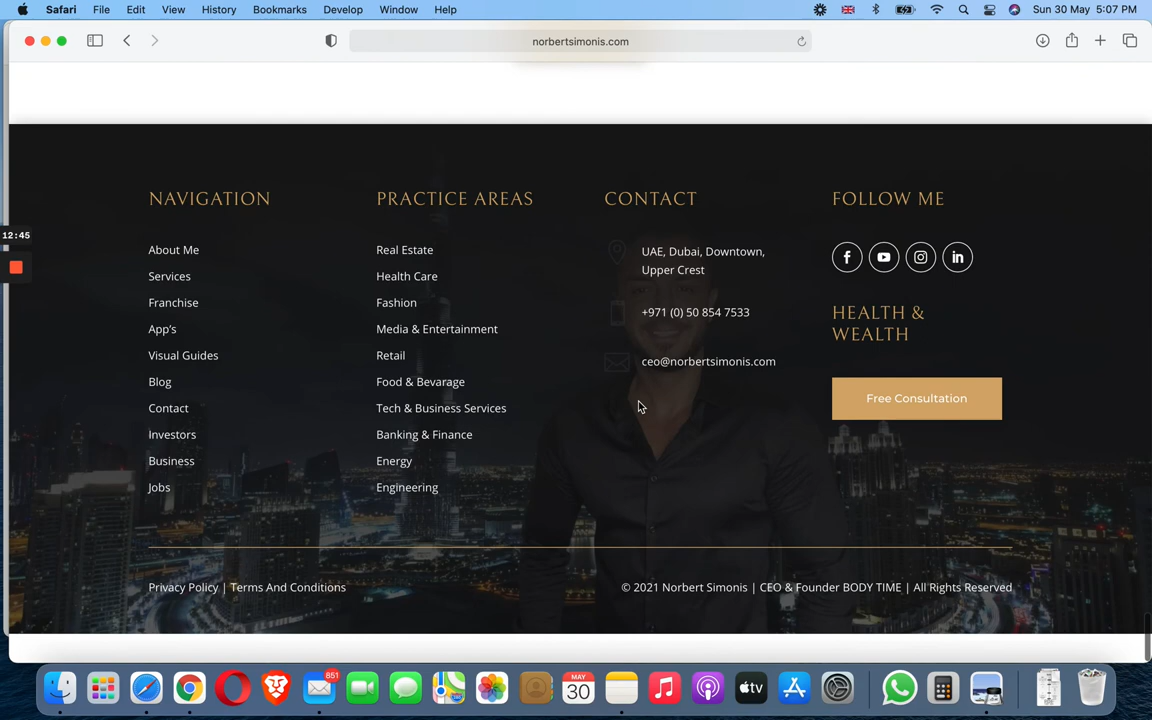 Safari File Edit View History Bookmarks Develop Window Help Sun 30 May 5:07 PM
norbertsimonis.com
12:45
NAVIGATION
About Me
Services
Franchise
App's
Visual Guides
Blog
Contact
Investors
Business
Jobs
PRACTICE AREAS
Real Estate
Health Care
Fashion
Media & Entertainment
Retail
Food & Bevarage
Tech & Business Services
Banking & Finance
Energy
Engineering
CONTACT
UAE, Dubai, Downtown,
Upper Crest
+971 (0) 50 854 7533
ceo@norbertsimonis.com
FOLLOW ME
HEALTH &
WEALTH
Free Consultation
Privacy Policy | Terms And Conditions
© 2021 Norbert Simonis | CEO & Founder BODY TIME | All Rights Reserved
851
MAY
30
tv